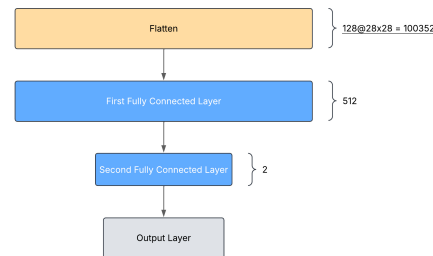 Flatten
128@28x28 = 100352
First Fully Connected Layer
512
Second Fully Connected Layer
2
Output Layer